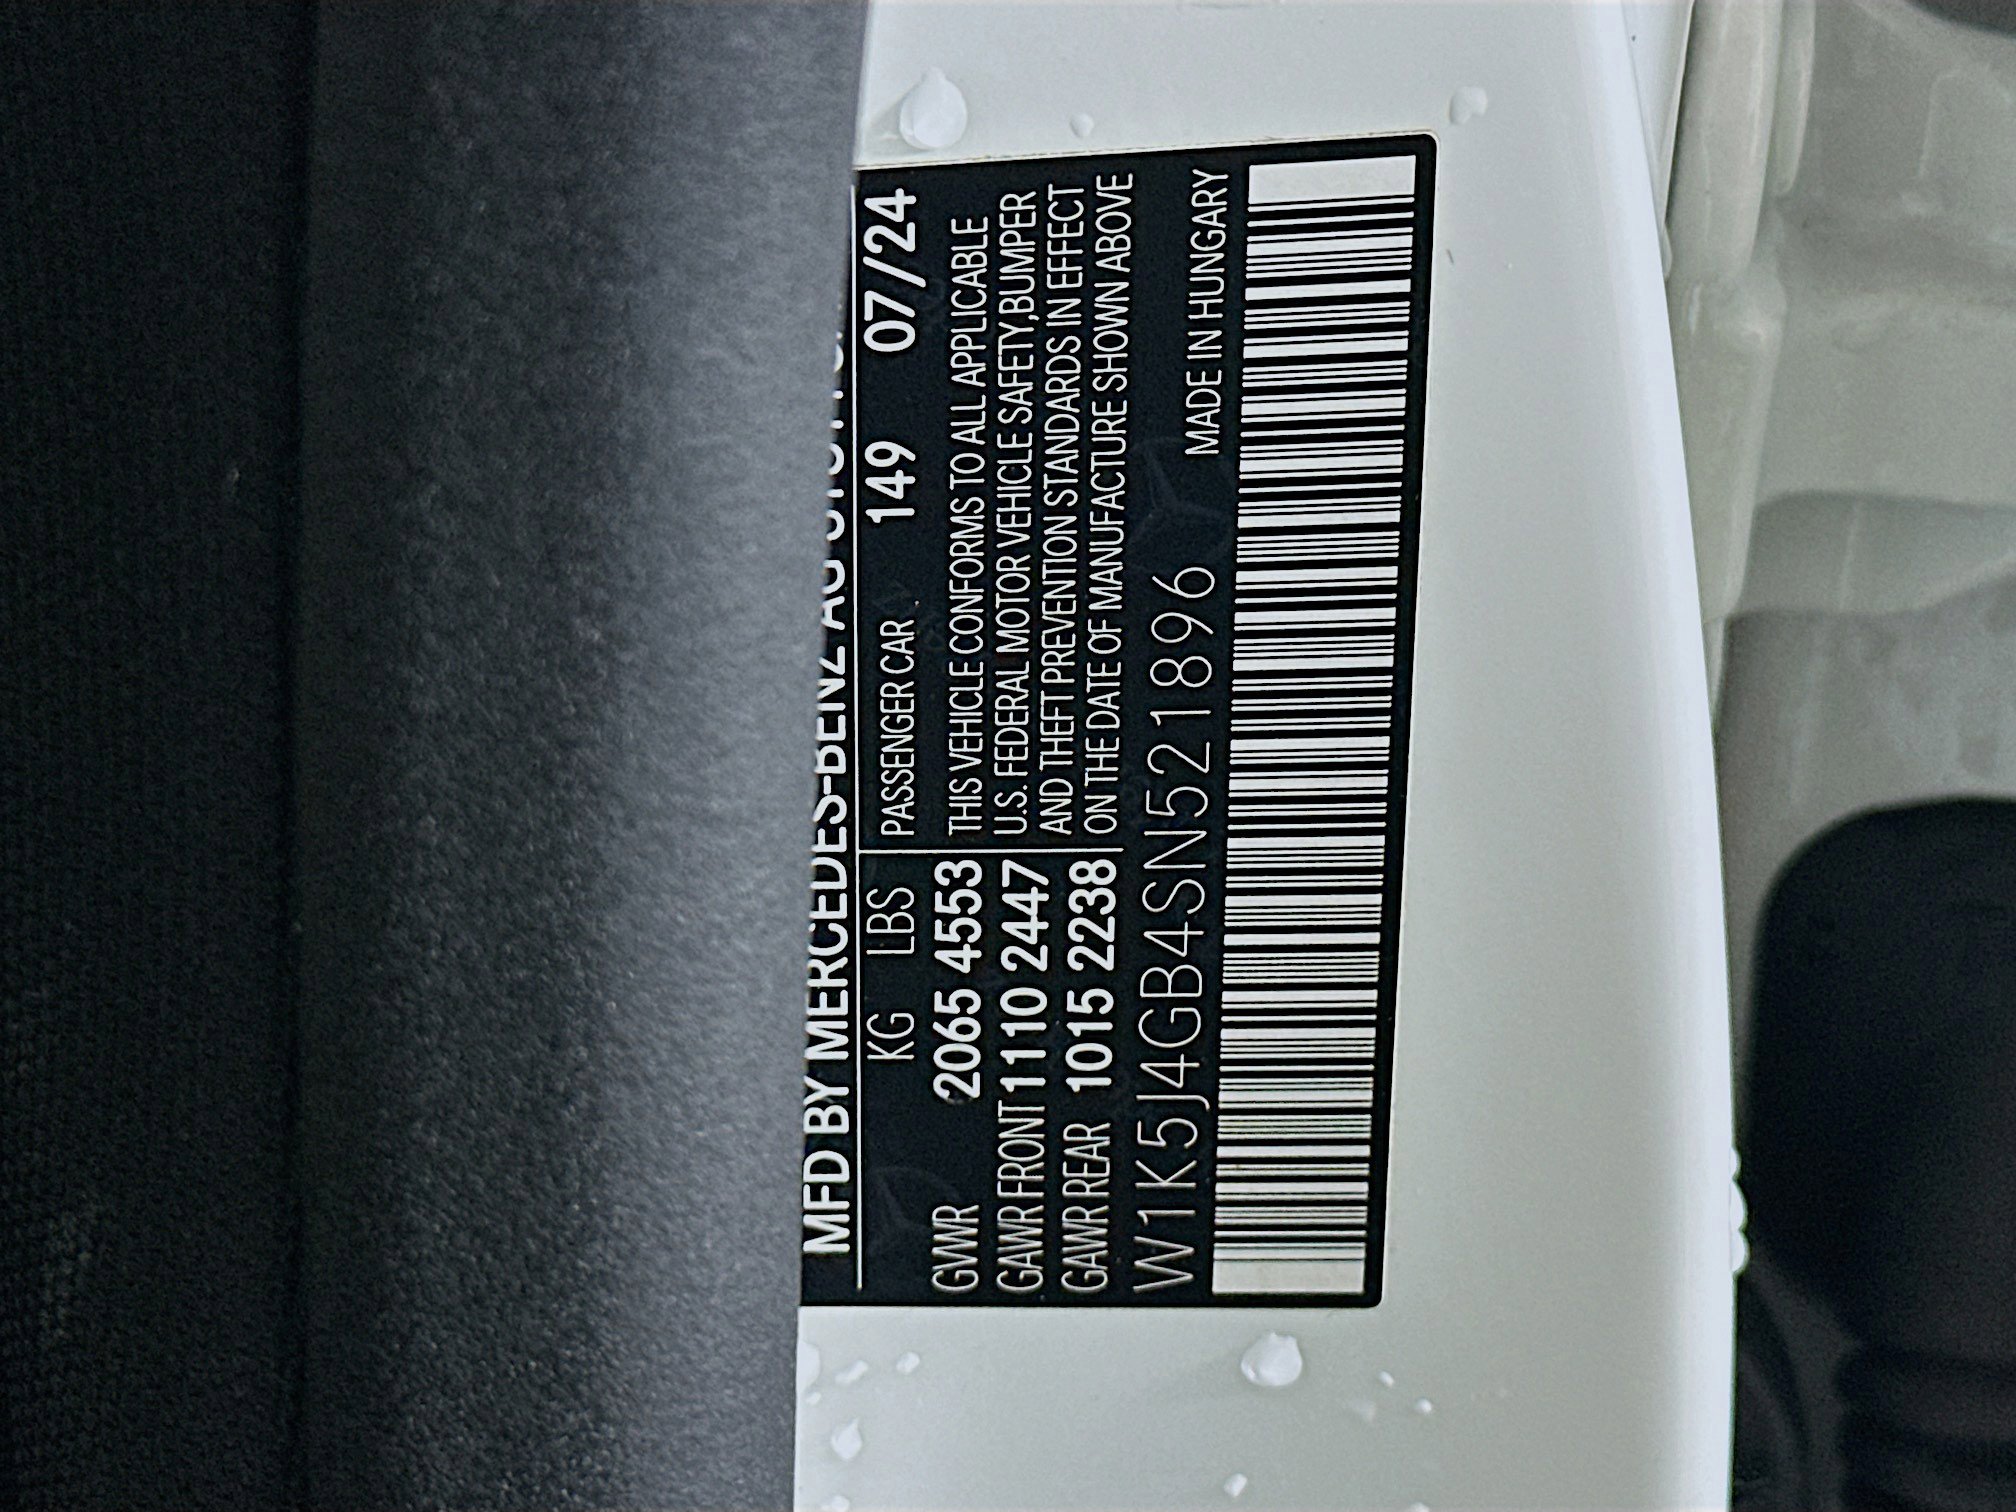 MFD BY MERCEDES-BENZ AG
KG LBS PASSENGER CAR 149 07/24
GVWR 2065 4553
GAWR FRONT 1110 2447
GAWR REAR 1015 2238
THIS VEHICLE CONFORMS TO ALL APPLICABLE
U.S. FEDERAL MOTOR VEHICLE SAFETY,BUMPER
AND THEFT PREVENTION STANDARDS IN EFFECT
ON THE DATE OF MANUFACTURE SHOWN ABOVE
W1K5J4GB4SN521896 MADE IN HUNGARY